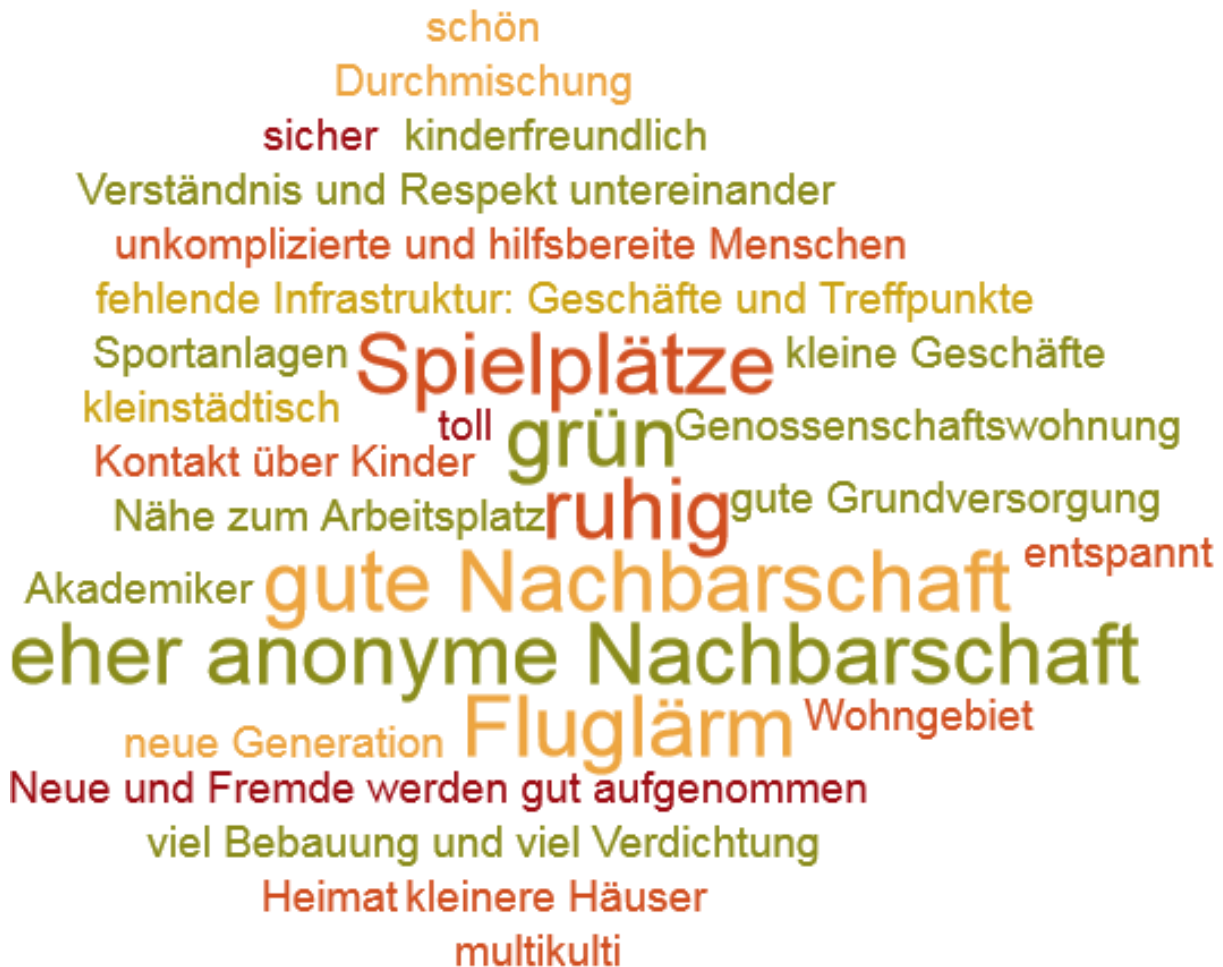 schön
Durchmischung
sicher kinderfreundlich
Verständnis und Respekt untereinander
unkomplizierte und hilfsbereite Menschen
fehlende Infrastruktur: Geschäfte und Treffpunkte
Sportanlagen Spielplätze kleine Geschäfte
kleinstädtisch
toll grün Genossenschaftswohnung
Kontakt über Kinder
Nähe zum Arbeitsplatz ruhig gute Grundversorgung
entspannt
Akademiker gute Nachbarschaft
eher anonyme Nachbarschaft
neue Generation Fluglärm Wohngebiet
Neue und Fremde werden gut aufgenommen
viel Bebauung und viel Verdichtung
Heimat kleinere Häuser
multikulti